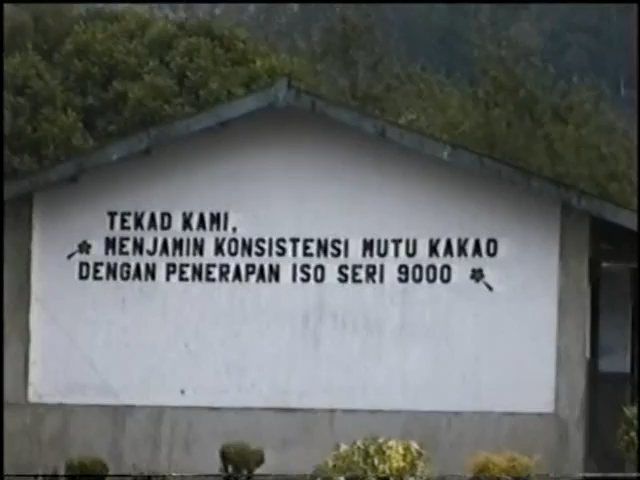 TEKAD KAMI,
MENJAMIN KONSISTENSI MUTU KAKAO
DENGAN PENERAPAN ISO SERI 9000